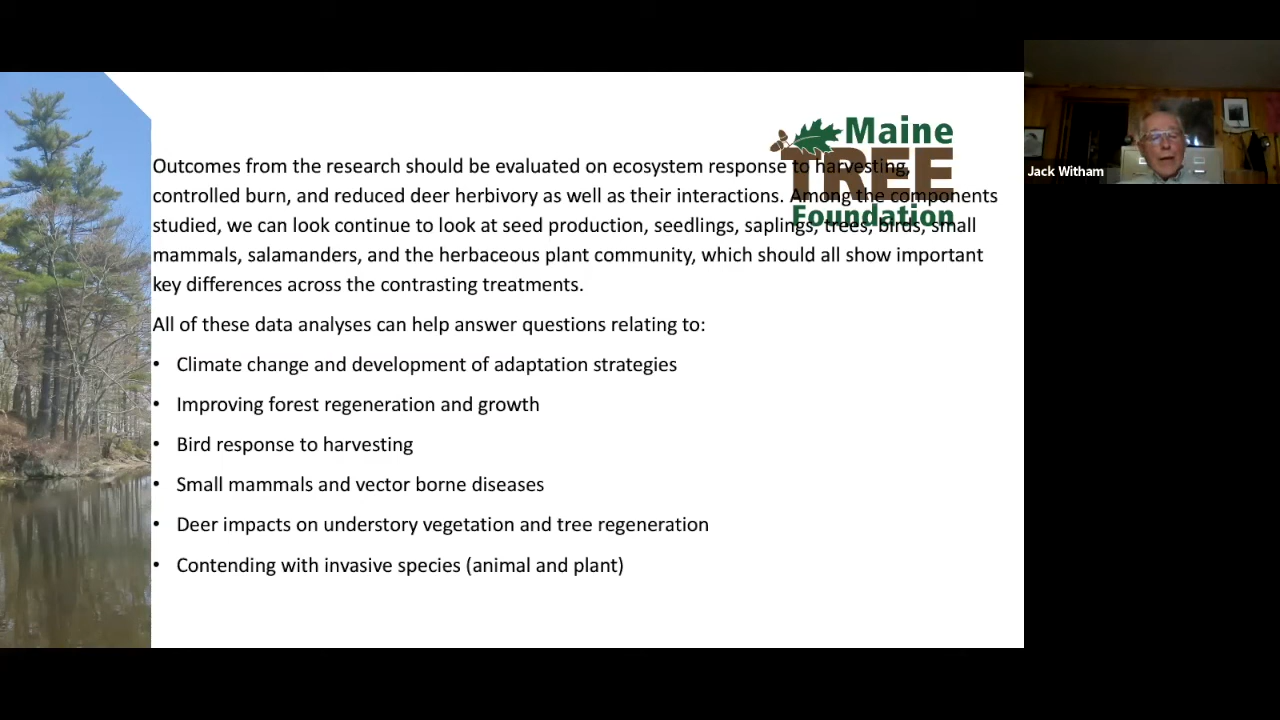 Maine
TREE
Foundation
Outcomes from the research should be evaluated on ecosystem response to harvesting,
controlled burn, and reduced deer herbivory as well as their interactions. Among the components
studied, we can look continue to look at seed production, seedlings, saplings, trees, birds, small
mammals, salamanders, and the herbaceous plant community, which should all show important
key differences across the contrasting treatments.
All of these data analyses can help answer questions relating to:
• Climate change and development of adaptation strategies
• Improving forest regeneration and growth
• Bird response to harvesting
• Small mammals and vector borne diseases
• Deer impacts on understory vegetation and tree regeneration
• Contending with invasive species (animal and plant)
Jack Witham